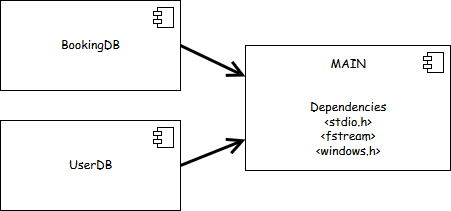 BookingDB
MAIN
Dependencies
<stdio.h>
<fstream>
<windows.h>
UserDB